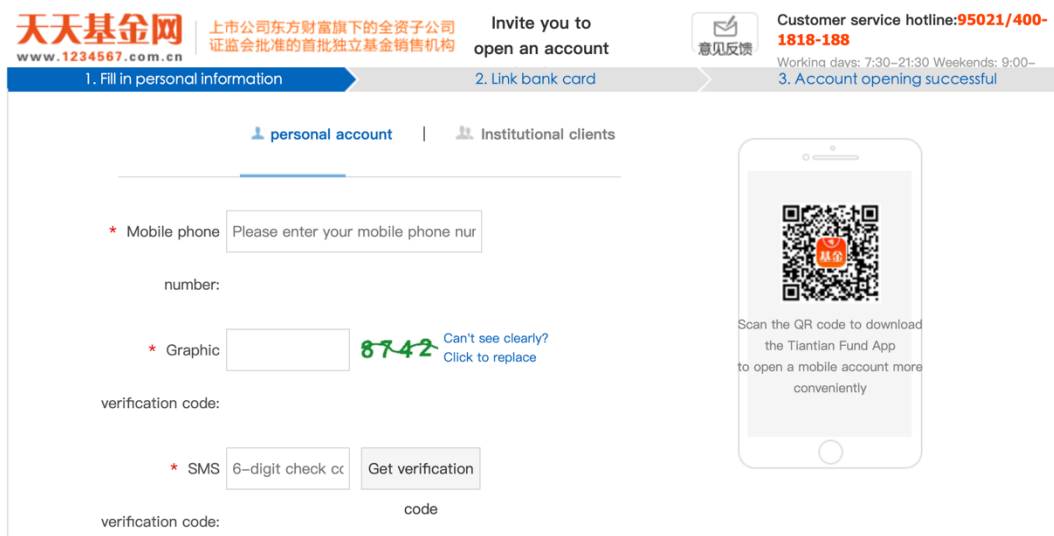 天天基金网
www.1234567.com.cn
上市公司东方财富旗下的全资子公司
证监会批准的首批独立基金销售机构
Invite you to
open an account
意见反馈
Customer service hotline:95021/400-
1818-188
Working days: 7:30–21:30 Weekends: 9:00–
1. Fill in personal information
2. Link bank card
3. Account opening successful
personal account
|
Institutional clients
* Mobile phone
number:
Please enter your mobile phone nur
* Graphic
verification code:
8742
Can't see clearly?
Click to replace
* SMS
verification code:
6–digit check cc
Get verification
code
基金
Scan the QR code to download
the Tiantian Fund App
to open a mobile account more
conveniently